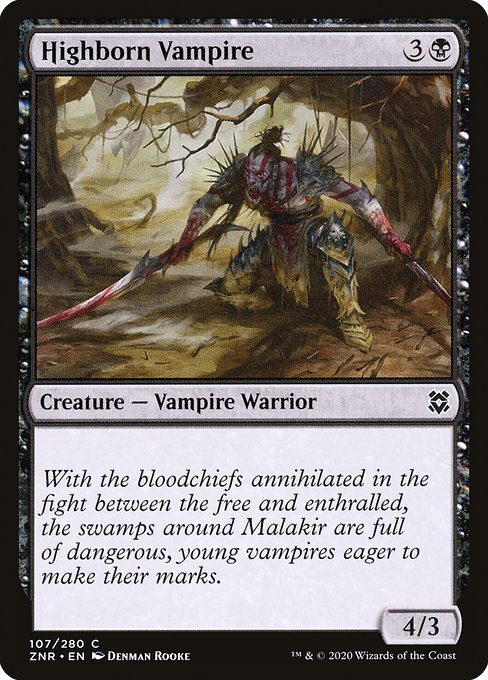 Highborn Vampire 3
Creature — Vampire Warrior
With the bloodchiefs annihilated in the
fight between the free and enthralled,
the swamps around Malakir are full
of dangerous, young vampires eager to
make their marks.
4/3
107/280 C
ZNR • EN Denman Rooke ™ & © 2020 Wizards of the Coast